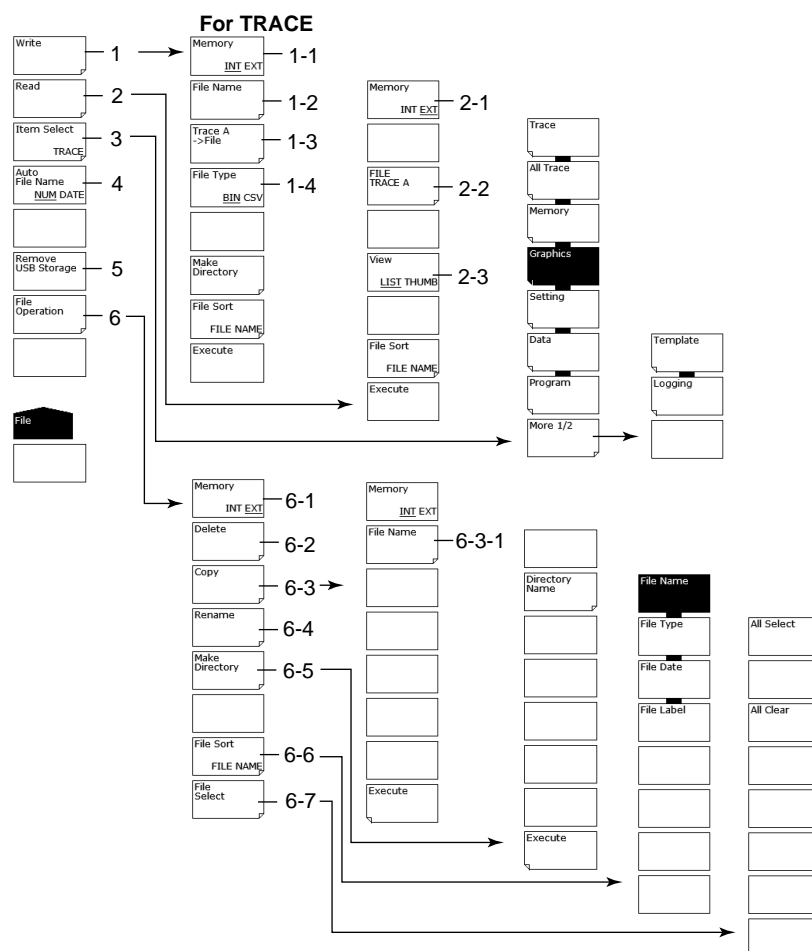 For TRACE
Write
1
Read
2
Item Select
TRACE
3
Auto
File Name
NUM DATE
4
Remove
USB Storage
5
File
Operation
6
File
Memory
INT EXT
1-1
File Name
1-2
Trace A
->File
1-3
File Type
BIN CSV
1-4
Make
Directory
File Sort
FILE NAME
Execute
Memory
INT EXT
2-1
FILE
TRACE A
2-2
View
LIST THUMB
2-3
File Sort
FILE NAME
Execute
Trace
All Trace
Memory
Graphics
Setting
Data
Program
More 1/2
Template
Logging
Memory
INT EXT
6-1
Delete
6-2
Copy
6-3
Rename
6-4
Make
Directory
6-5
File Sort
FILE NAME
6-6
File
Select
6-7
Memory
INT EXT
File Name
6-3-1
Execute
Directory
Name
Execute
File Name
File Type
File Date
File Label
All Select
All Clear